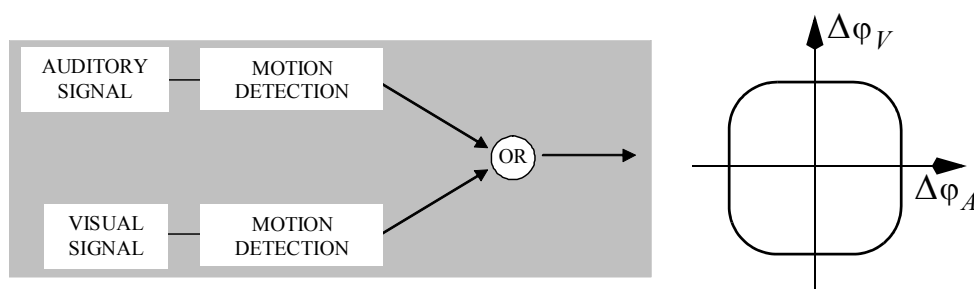 AUDITORY
SIGNAL
MOTION
DETECTION
OR
VISUAL
SIGNAL
MOTION
DETECTION
Δφ_V
Δφ_A